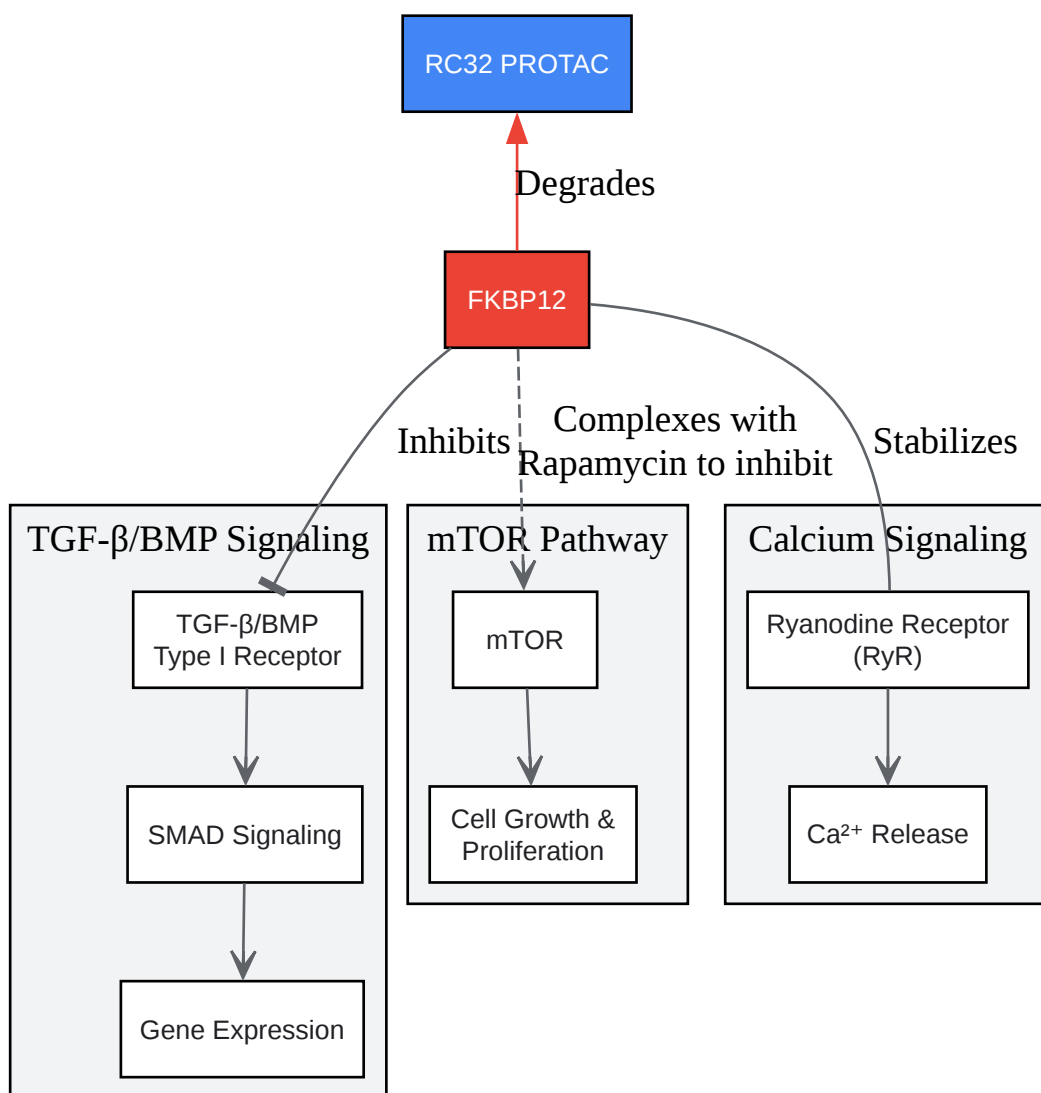 RC32 PROTAC
Degrades
FKBP12
Inhibits
Complexes with
Rapamycin to inhibit
Stabilizes
TGF-β/BMP Signaling
mTOR Pathway
Calcium Signaling
TGF-β/BMP
Type I Receptor
mTOR
Ryanodine Receptor
(RyR)
SMAD Signaling
Cell Growth &
Proliferation
Ca²⁺ Release
Gene Expression